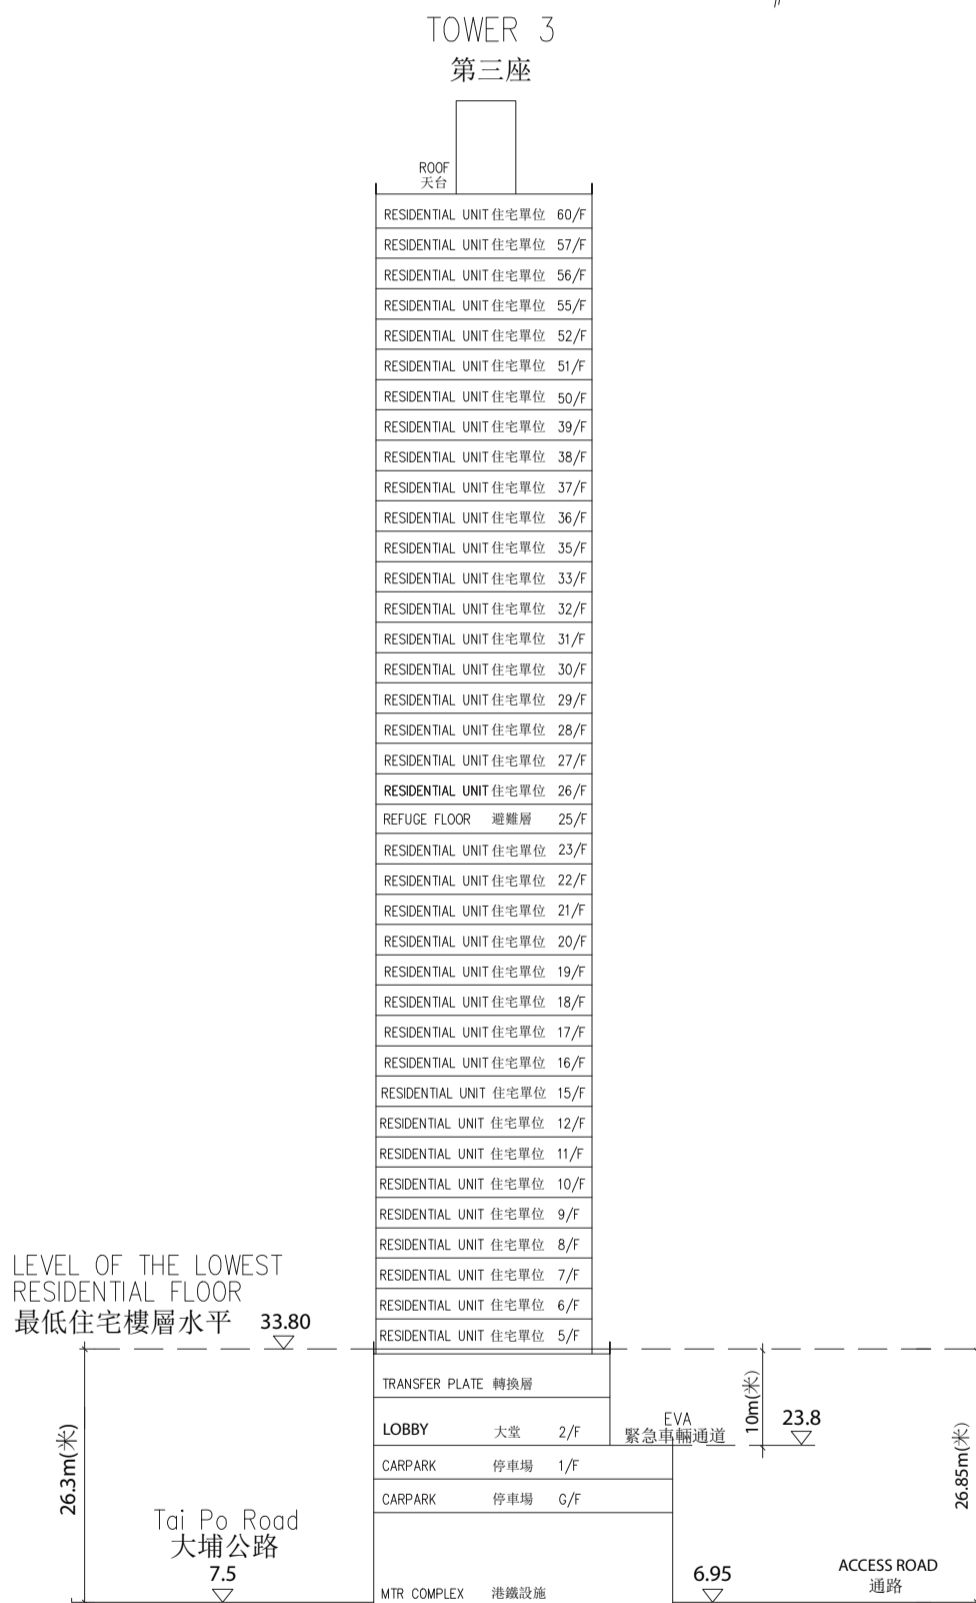 TOWER 3
第三座
ROOF
天台
RESIDENTIAL UNIT 住宅單位 60/F
RESIDENTIAL UNIT 住宅單位 57/F
RESIDENTIAL UNIT 住宅單位 56/F
RESIDENTIAL UNIT 住宅單位 55/F
RESIDENTIAL UNIT 住宅單位 52/F
RESIDENTIAL UNIT 住宅單位 51/F
RESIDENTIAL UNIT 住宅單位 50/F
RESIDENTIAL UNIT 住宅單位 39/F
RESIDENTIAL UNIT 住宅單位 38/F
RESIDENTIAL UNIT 住宅單位 37/F
RESIDENTIAL UNIT 住宅單位 36/F
RESIDENTIAL UNIT 住宅單位 35/F
RESIDENTIAL UNIT 住宅單位 33/F
RESIDENTIAL UNIT 住宅單位 32/F
RESIDENTIAL UNIT 住宅單位 31/F
RESIDENTIAL UNIT 住宅單位 30/F
RESIDENTIAL UNIT 住宅單位 29/F
RESIDENTIAL UNIT 住宅單位 28/F
RESIDENTIAL UNIT 住宅單位 27/F
RESIDENTIAL UNIT 住宅單位 26/F
REFUGE FLOOR 避難層 25/F
RESIDENTIAL UNIT 住宅單位 23/F
RESIDENTIAL UNIT 住宅單位 22/F
RESIDENTIAL UNIT 住宅單位 21/F
RESIDENTIAL UNIT 住宅單位 20/F
RESIDENTIAL UNIT 住宅單位 19/F
RESIDENTIAL UNIT 住宅單位 18/F
RESIDENTIAL UNIT 住宅單位 17/F
RESIDENTIAL UNIT 住宅單位 16/F
RESIDENTIAL UNIT 住宅單位 15/F
RESIDENTIAL UNIT 住宅單位 12/F
RESIDENTIAL UNIT 住宅單位 11/F
RESIDENTIAL UNIT 住宅單位 10/F
RESIDENTIAL UNIT 住宅單位 9/F
RESIDENTIAL UNIT 住宅單位 8/F
RESIDENTIAL UNIT 住宅單位 7/F
RESIDENTIAL UNIT 住宅單位 6/F
RESIDENTIAL UNIT 住宅單位 5/F
LEVEL OF THE LOWEST
RESIDENTIAL FLOOR
最低住宅樓層水平 33.80
TRANSFER PLATE 轉換層
LOBBY 大堂 2/F
CARPARK 停車場 1/F
CARPARK 停車場 G/F
MTR COMPLEX 港鐵設施
EVA
緊急車輛通道
10m(米)
23.8
26.3m(米)
26.85m(米)
Tai Po Road
大埔公路
7.5
6.95
ACCESS ROAD
通路